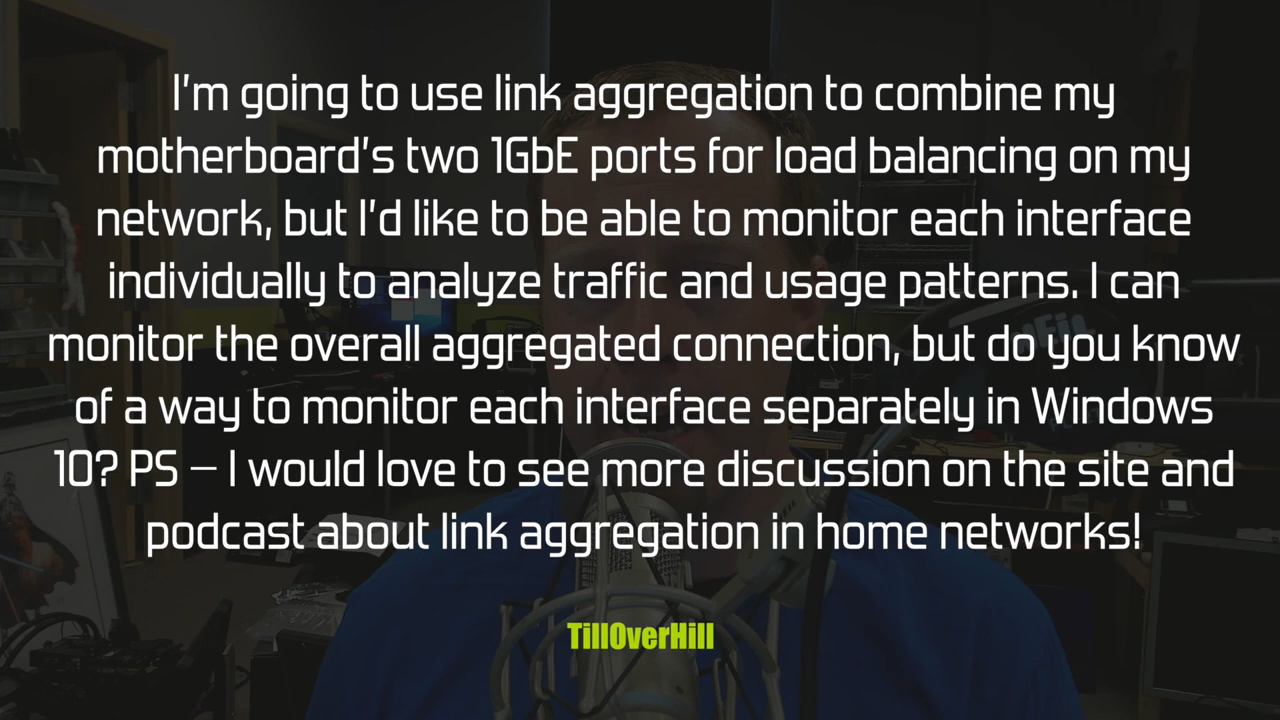 I'm going to use link aggregation to combine my
motherboard's two 1GbE ports for load balancing on my
network, but I'd like to be able to monitor each interface
individually to analyze traffic and usage patterns. I can
monitor the overall aggregated connection, but do you know
of a way to monitor each interface separately in Windows
10? PS – I would love to see more discussion on the site and
podcast about link aggregation in home networks!
TillOverHill